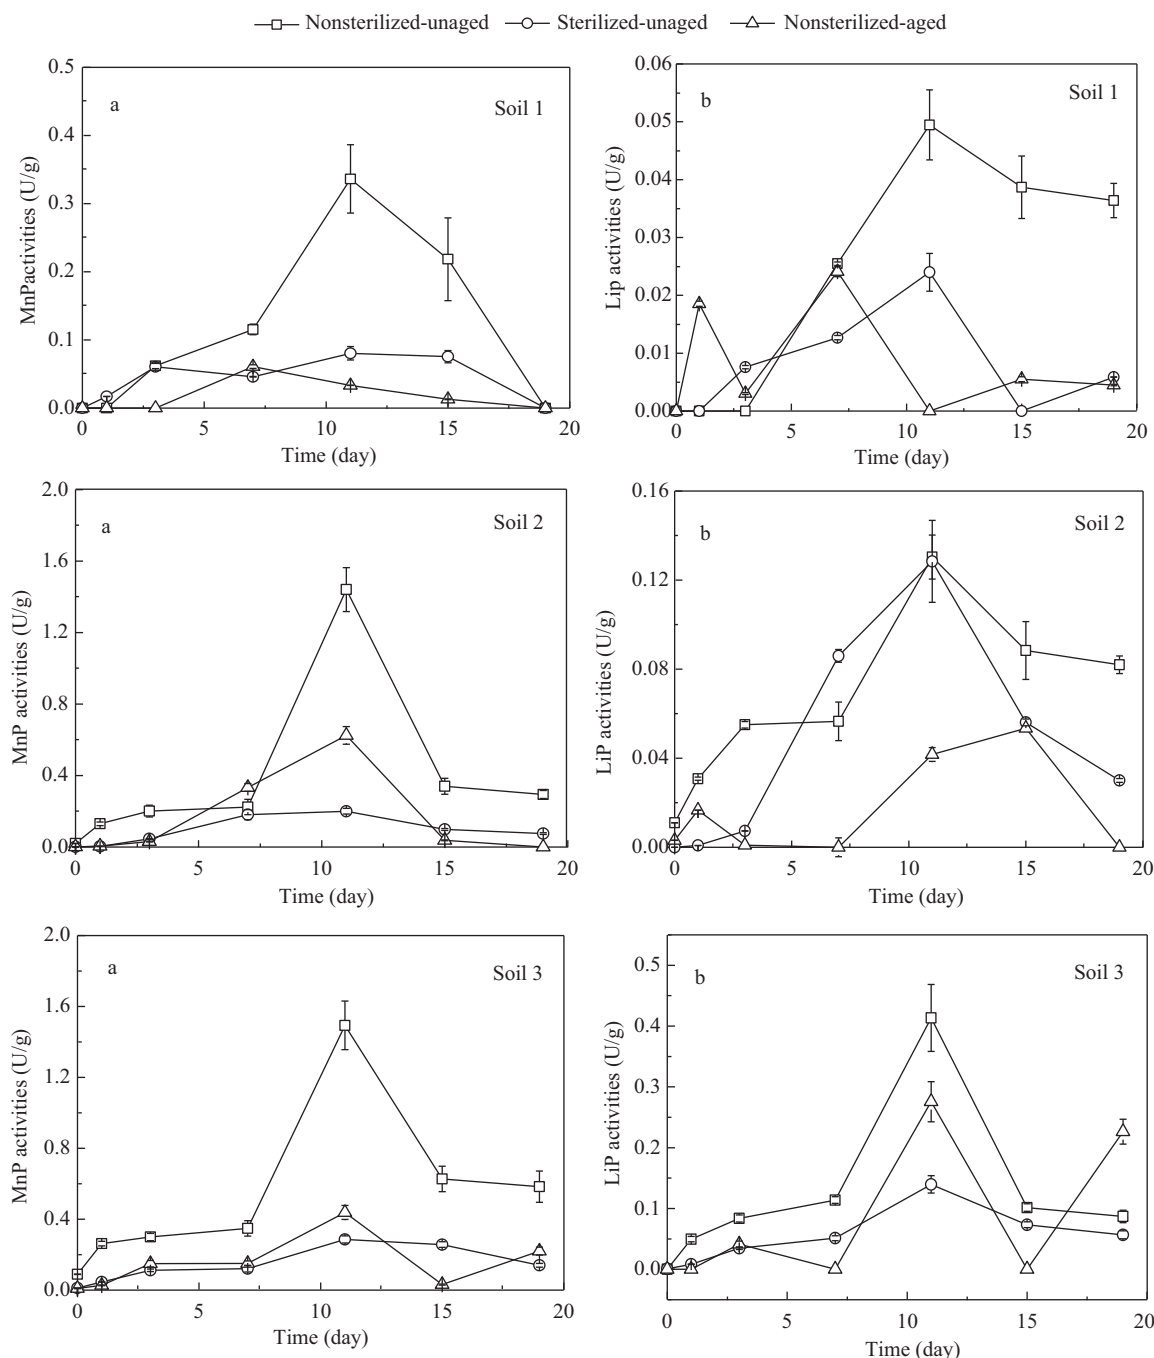 Nonsterilized-unaged Sterilized-unaged Nonsterilized-aged
0.5
0.4
0.3
0.2
0.1
0.0
MnPactivities (U/g)
a
Soil 1
0 5 10 15 20
Time (day)
0.06
0.05
0.04
0.03
0.02
0.01
0.00
Lip activities (U/g)
b
Soil 1
0 5 10 15 20
Time (day)
2.0
1.6
1.2
0.8
0.4
0.0
MnP activities (U/g)
a
Soil 2
0 5 10 15 20
Time (day)
0.16
0.12
0.08
0.04
0.00
LiP activities (U/g)
b
Soil 2
0 5 10 15 20
Time (day)
2.0
1.6
1.2
0.8
0.4
0.0
MnP activities (U/g)
a
Soil 3
0 5 10 15 20
Time (day)
0.5
0.4
0.3
0.2
0.1
0.0
LiP activities (U/g)
b
Soil 3
0 5 10 15 20
Time (day)